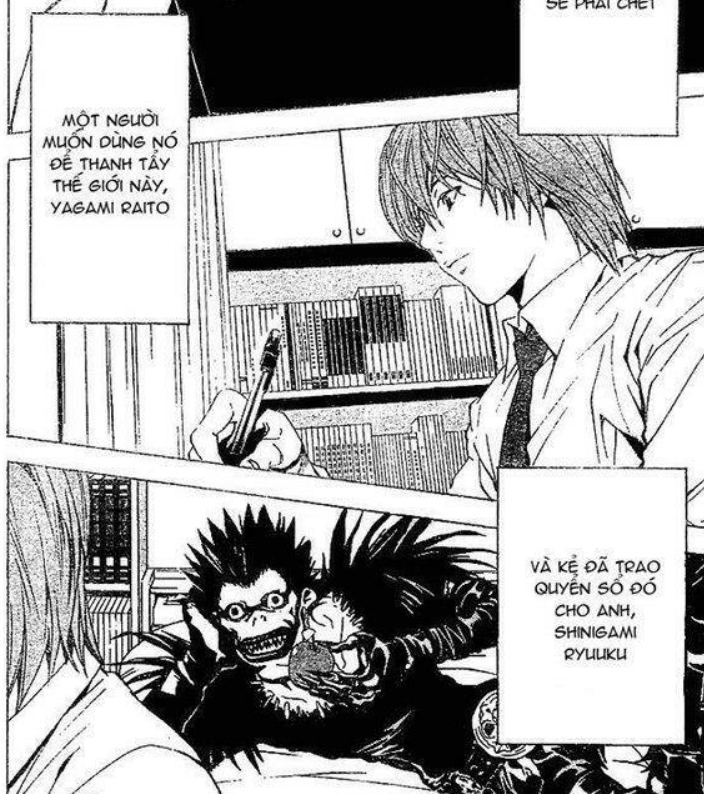 SẼ PHẢI CHẾT
MỘT NGƯỜI
MUỐN DÙNG NÓ
ĐỂ THANH TẨY
THẾ GIỚI NÀY,
YAGAMI RAITO
VÀ KẺ ĐÃ TRAO
QUYỂN SỔ ĐÓ
CHO ANH,
SHINIGAMI
RYUUKU